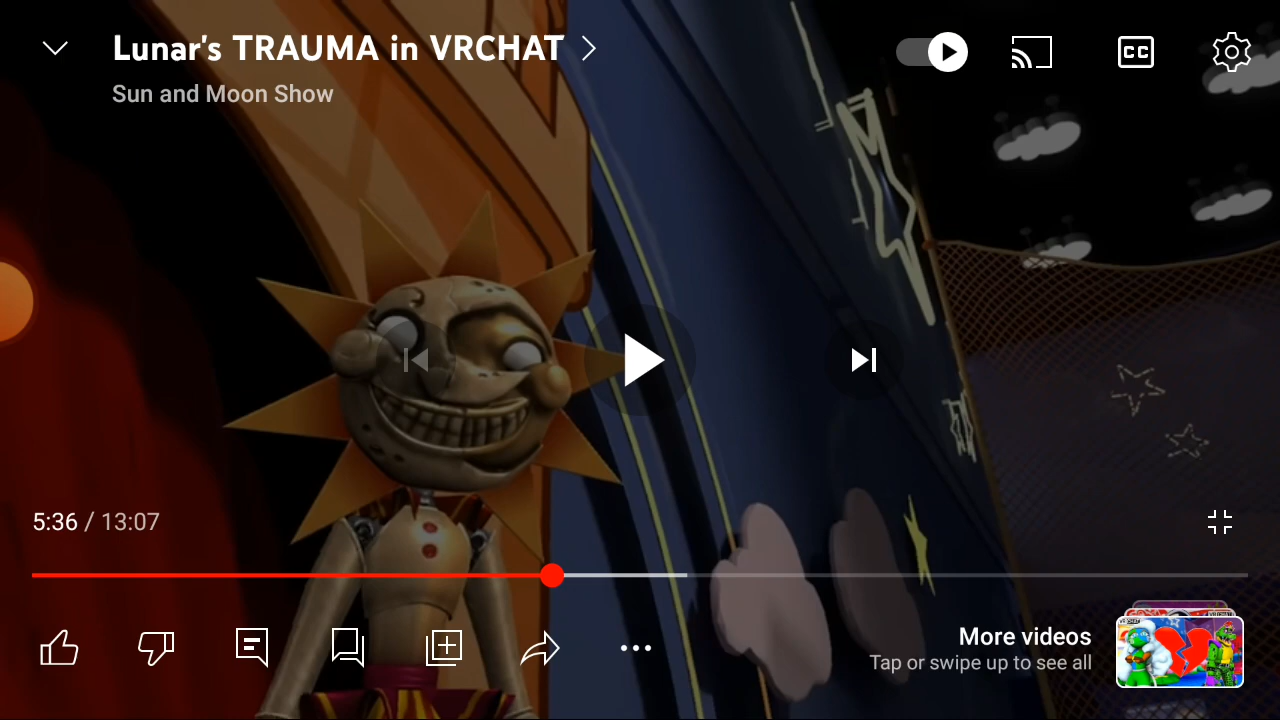 Lunar's TRAUMA in VRCHAT
Sun and Moon Show
CC
5:36 / 13:07
More videos
Tap or swipe up to see all